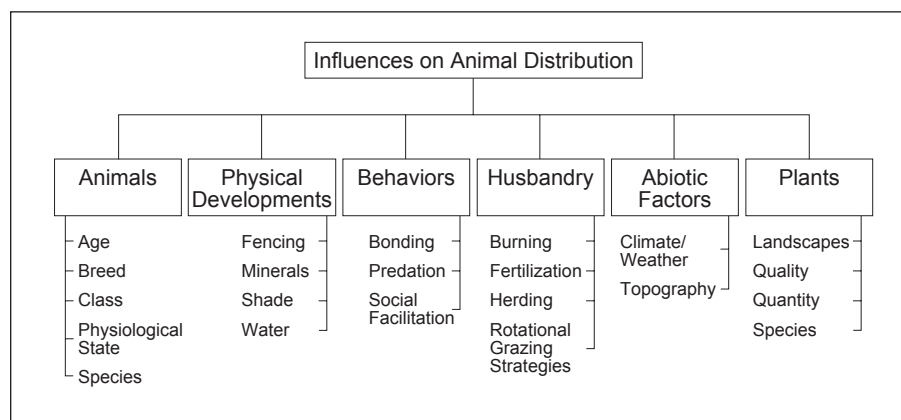 Influences on Animal Distribution
Animals
Age
Breed
Class
Physiological
State
Species
Physical
Developments
Fencing
Minerals
Shade
Water
Behaviors
Bonding
Predation
Social
Facilitation
Husbandry
Burning
Fertilization
Herding
Rotational
Grazing
Strategies
Abiotic
Factors
Climate/
Weather
Topography
Plants
Landscapes
Quality
Quantity
Species